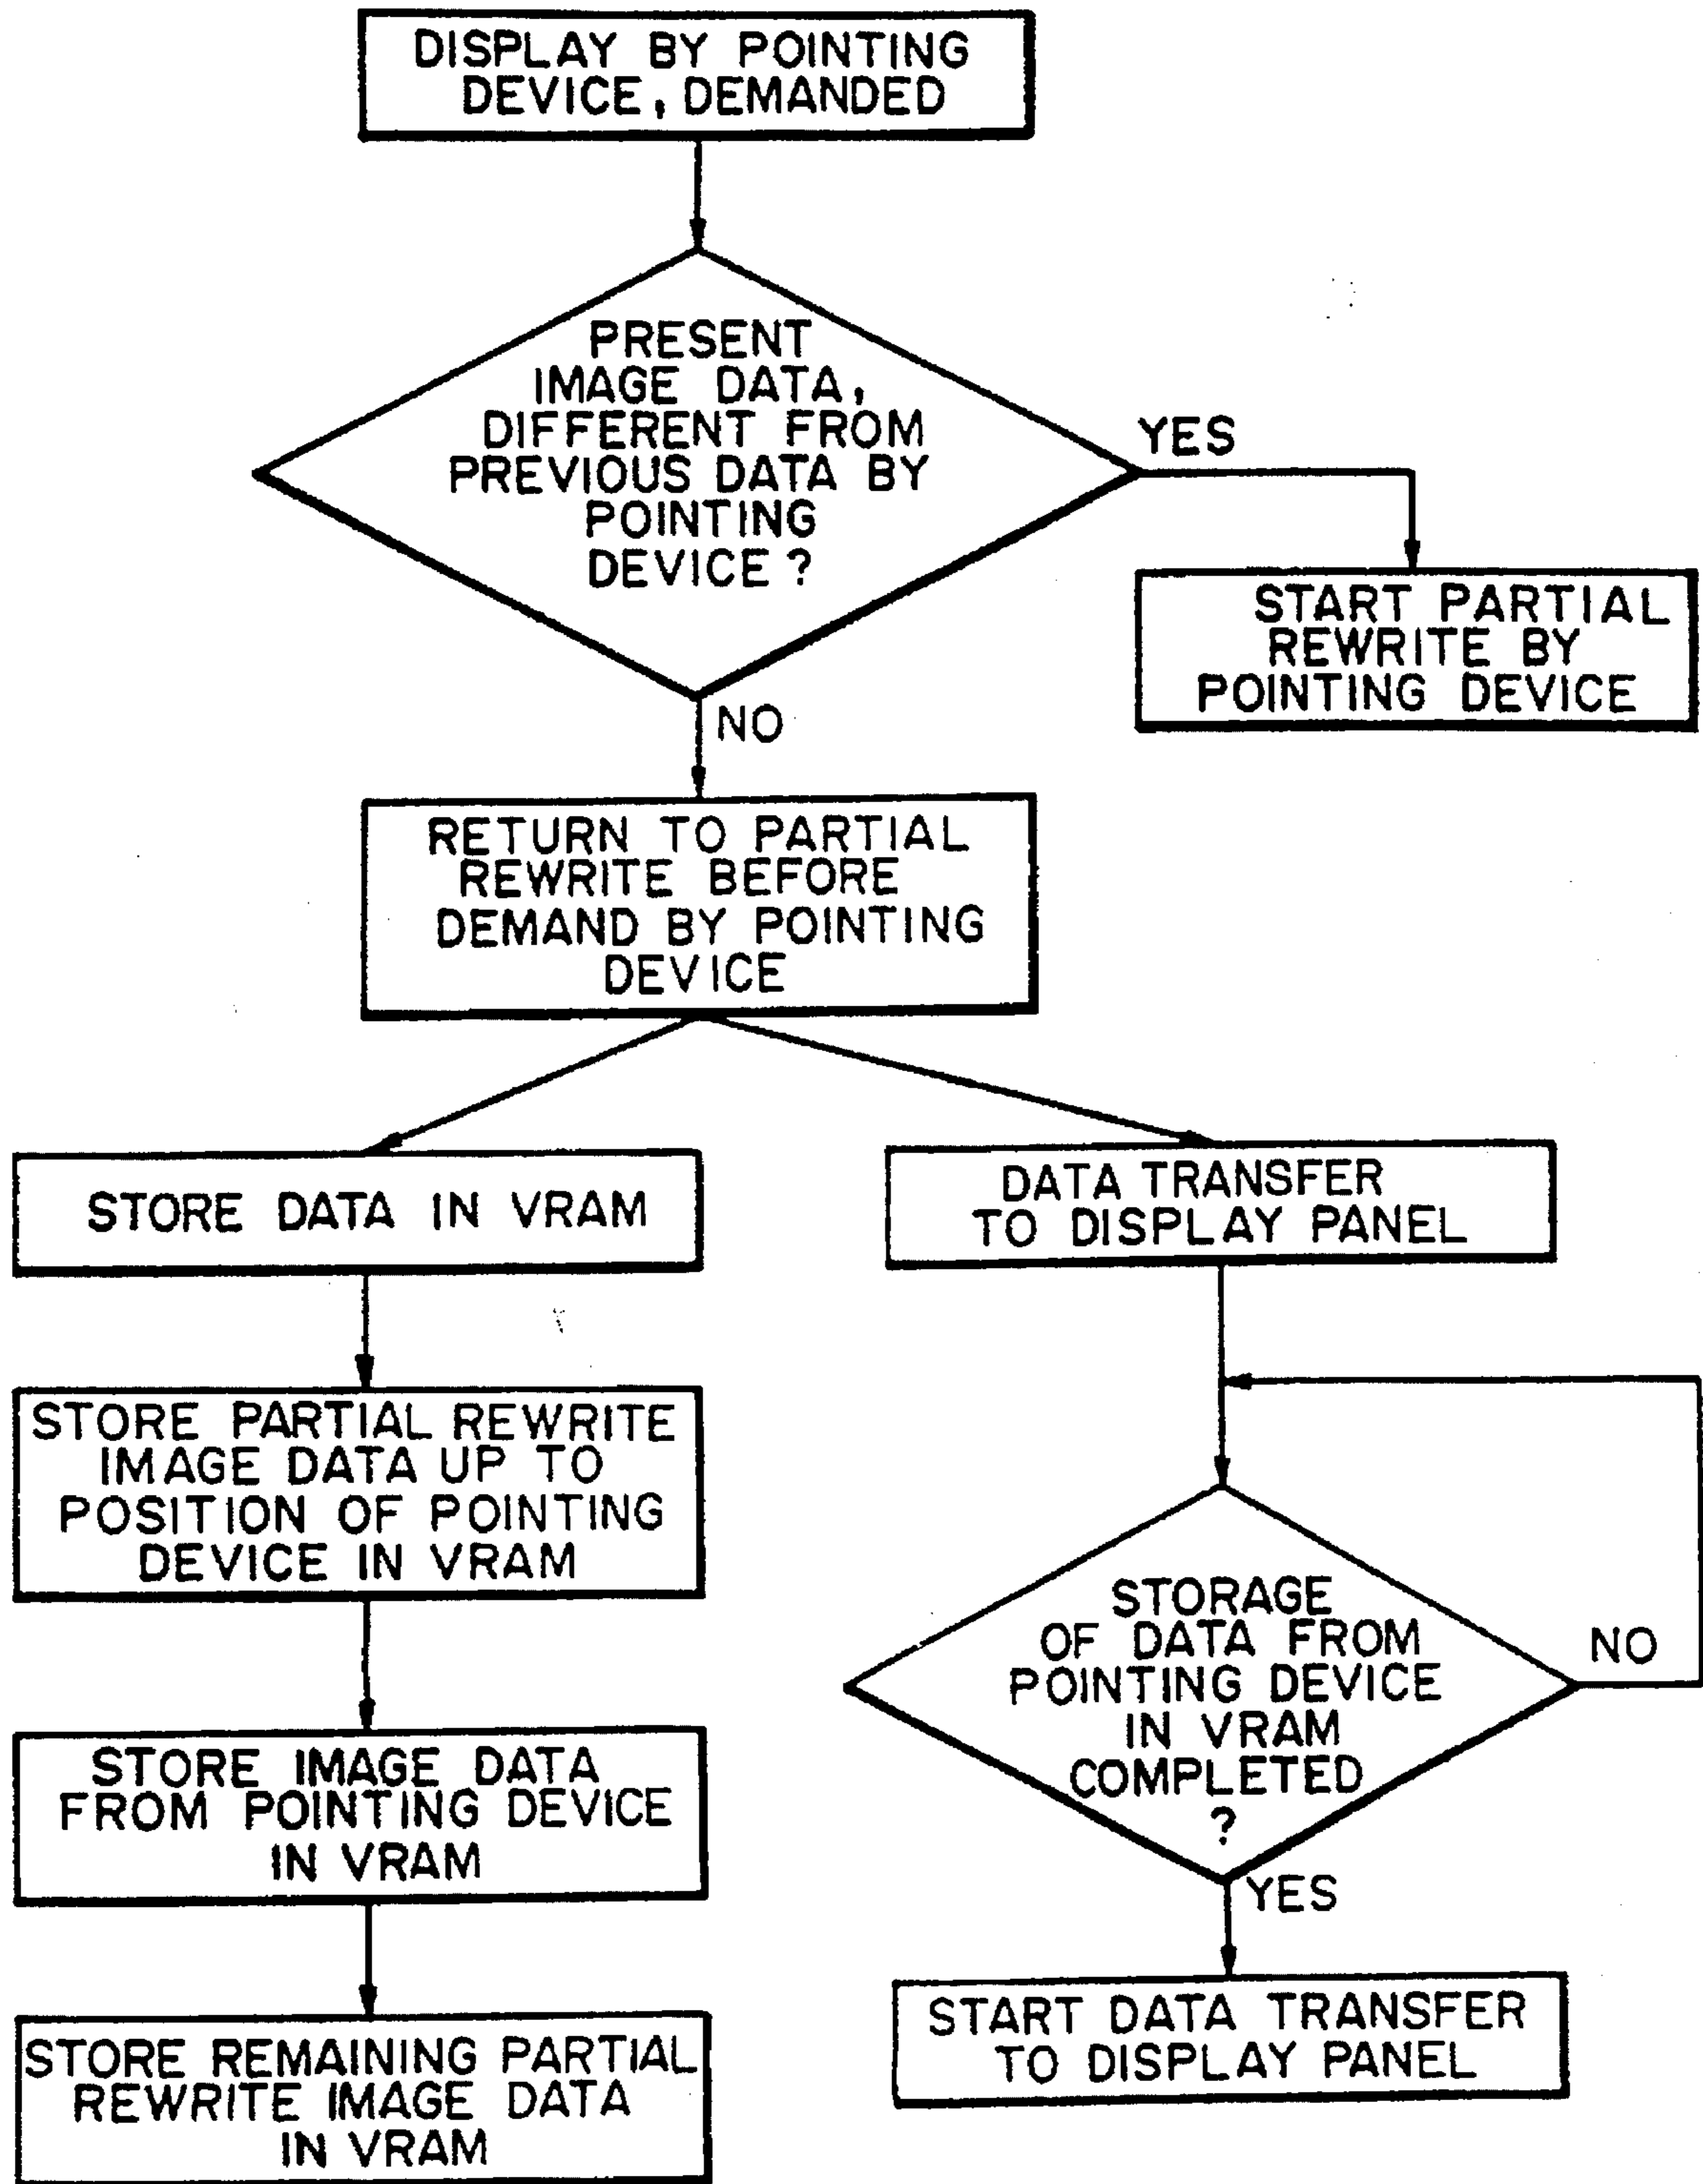 DISPLAY BY POINTING
DEVICE, DEMANDED
PRESENT
IMAGE DATA,
DIFFERENT FROM
PREVIOUS DATA BY
POINTING
DEVICE?
YES
START PARTIAL
REWRITE BY
POINTING DEVICE
NO
RETURN TO PARTIAL
REWRITE BEFORE
DEMAND BY POINTING
DEVICE
STORE DATA IN VRAM
STORE PARTIAL REWRITE
IMAGE DATA UP TO
POSITION OF POINTING
DEVICE IN VRAM
STORE IMAGE DATA
FROM POINTING DEVICE
IN VRAM
STORE REMAINING PARTIAL
REWRITE IMAGE DATA
IN VRAM
DATA TRANSFER
TO DISPLAY PANEL
STORAGE
OF DATA FROM
POINTING DEVICE
IN VRAM
COMPLETED
?
NO
YES
START DATA TRANSFER
TO DISPLAY PANEL